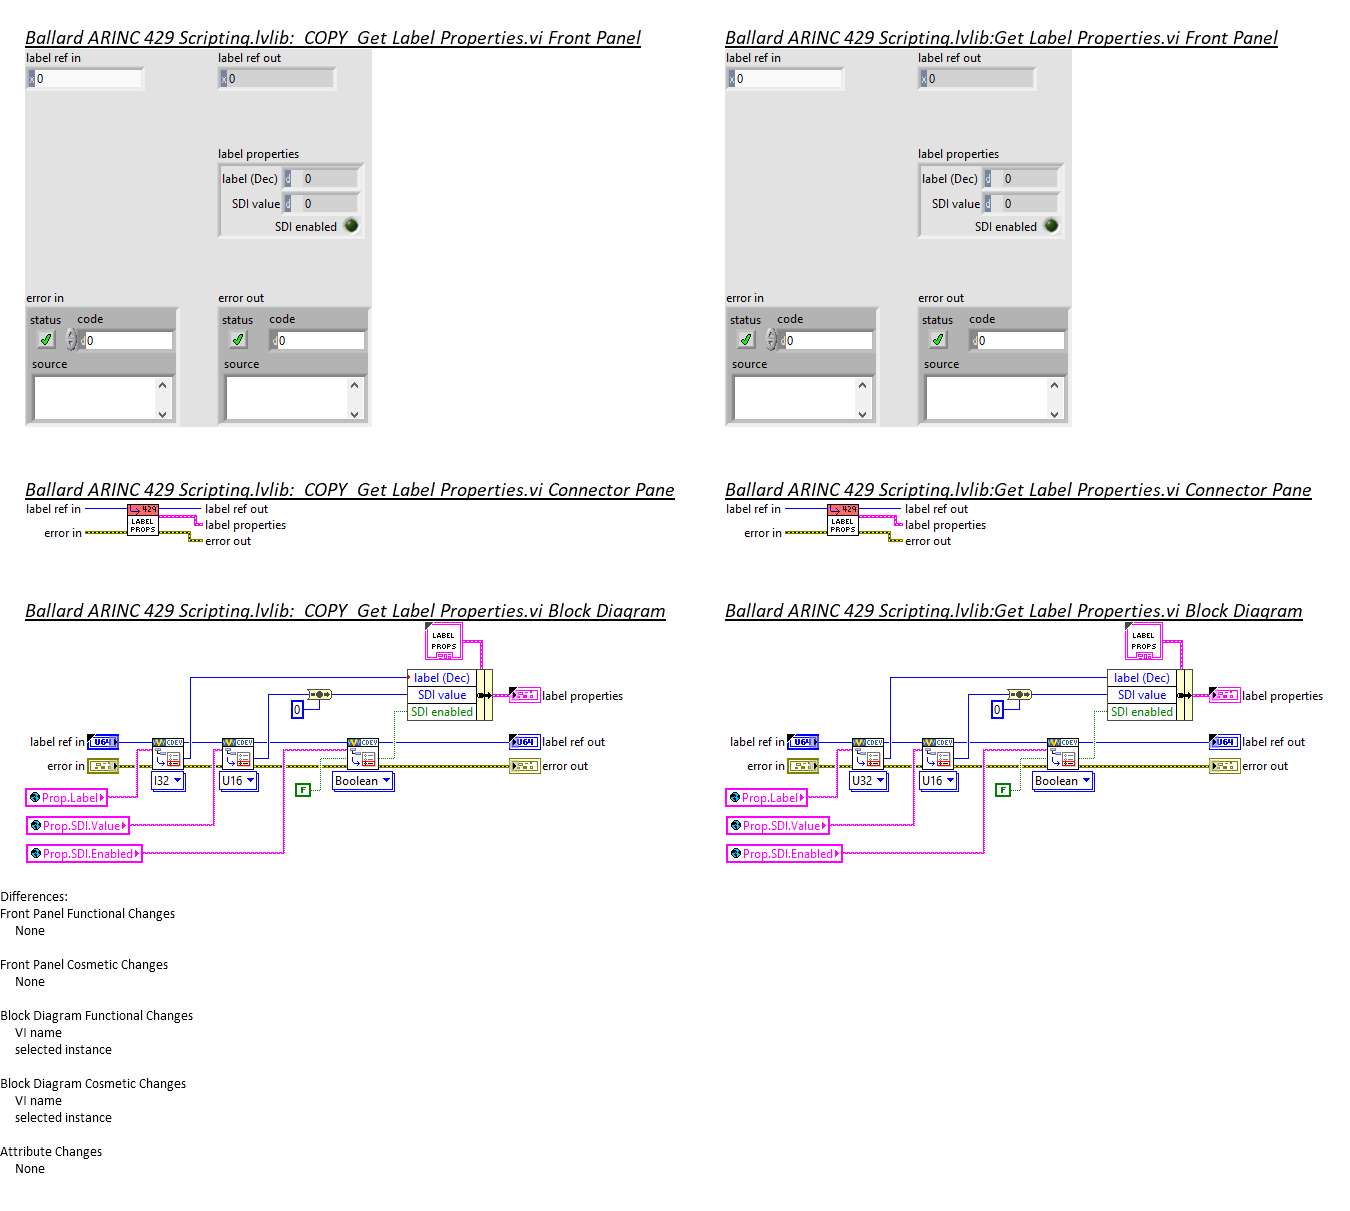 Ballard ARINC 429 Scripting.lvlib:  COPY  Get Label Properties.vi Front Panel
label ref in
x 0
label ref out
x 0
label properties
label (Dec) d 0
SDI value d 0
SDI enabled
error in
status code
d 0
source
error out
status code
d 0
source
Ballard ARINC 429 Scripting.lvlib:Get Label Properties.vi Front Panel
label ref in
x 0
label ref out
x 0
label properties
label (Dec) d 0
SDI value d 0
SDI enabled
error in
status code
d 0
source
error out
status code
d 0
source
Ballard ARINC 429 Scripting.lvlib:  COPY  Get Label Properties.vi Connector Pane
label ref in
error in
429
LABEL
PROPS
label ref out
label properties
error out
Ballard ARINC 429 Scripting.lvlib:Get Label Properties.vi Connector Pane
label ref in
error in
429
LABEL
PROPS
label ref out
label properties
error out
Ballard ARINC 429 Scripting.lvlib:  COPY  Get Label Properties.vi Block Diagram
LABEL
PROPS
label (Dec)
SDI value
SDI enabled
0
label properties
label ref in U64
CDEV
CDEV
CDEV
U64 label ref out
error in
error out
I32
U16
Boolean
F
Prop.Label
Prop.SDI.Value
Prop.SDI.Enabled
Ballard ARINC 429 Scripting.lvlib:Get Label Properties.vi Block Diagram
LABEL
PROPS
label (Dec)
SDI value
SDI enabled
0
label properties
label ref in U64
CDEV
CDEV
CDEV
U64 label ref out
error in
error out
U32
U16
Boolean
F
Prop.Label
Prop.SDI.Value
Prop.SDI.Enabled
Differences:
Front Panel Functional Changes
None
Front Panel Cosmetic Changes
None
Block Diagram Functional Changes
VI name
selected instance
Block Diagram Cosmetic Changes
VI name
selected instance
Attribute Changes
None